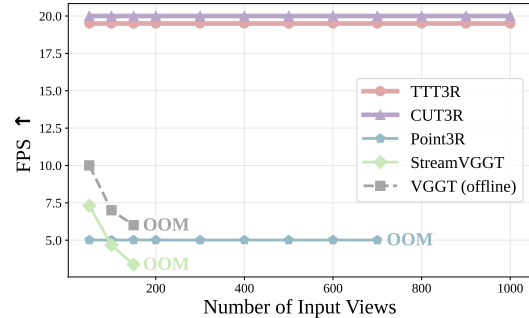 20.0
17.5
15.0
12.5
10.0
7.5
5.0
FPS ↑
TTT3R
CUT3R
Point3R
StreamVGGT
VGGT (offline)
OOM
OOM
OOM
200
400
600
800
1000
Number of Input Views